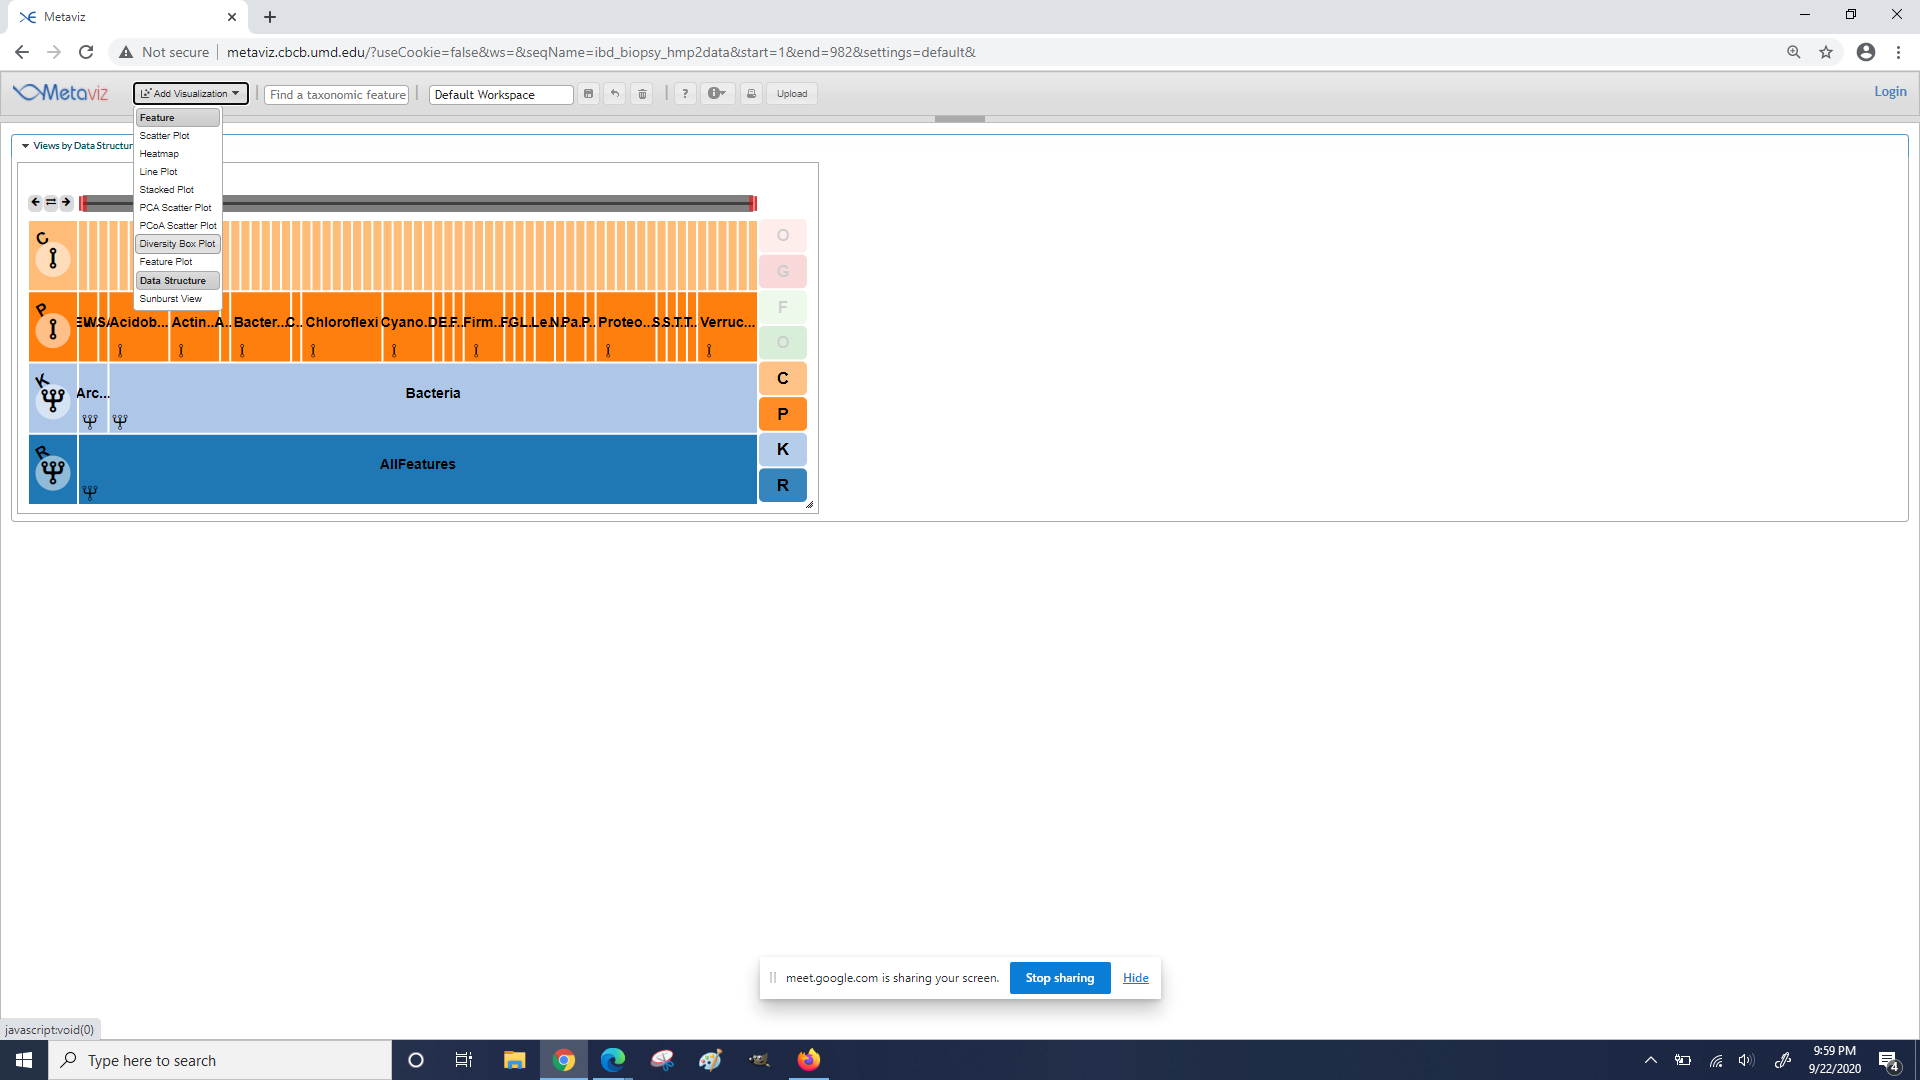 Metaviz
Not secure
metaviz.cbcb.umd.edu/?useCookie=false&ws=&seqName=ibd_biopsy_hmp2data&start=1&end=982&settings=default&
Metaviz
Add Visualization
Find a taxonomic feature
Default Workspace
?
Upload
Login
Feature
Scatter Plot
Heatmap
Line Plot
Stacked Plot
PCA Scatter Plot
PCoA Scatter Plot
Diversity Box Plot
Feature Plot
Data Structure
Sunburst View
Views by Data Structur
C
P
Acidob... Actin... A.. Bacter... C.. Chloroflexi Cyano.. Firm... Le.. Pa.. P.. Proteo... Verruc...
K
Arc... Bacteria
R
AllFeatures
O
G
F
O
C
P
K
R
meet.google.com is sharing your screen.
Stop sharing
Hide
javascript:void(0)
Type here to search
9:59 PM
9/22/2020
4